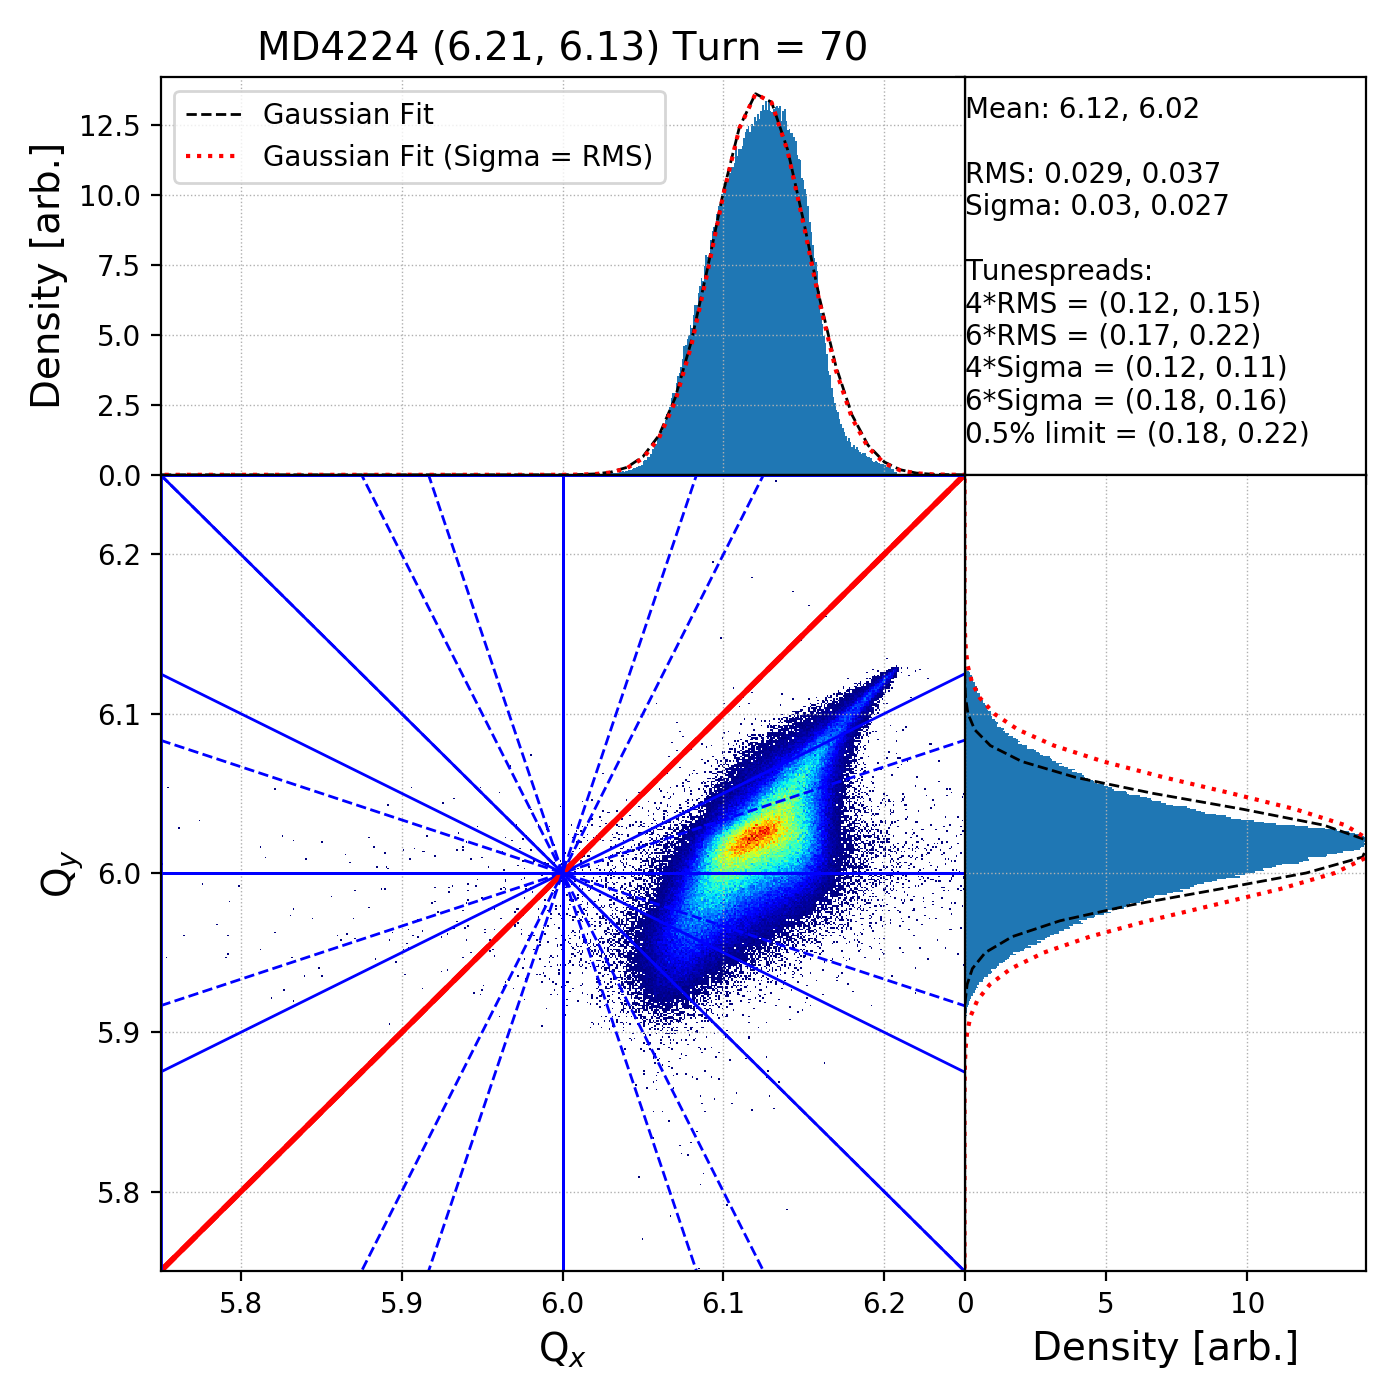 MD4224 (6.21, 6.13) Turn = 70
Gaussian Fit
Gaussian Fit (Sigma = RMS)
12.5
10.0
7.5
5.0
2.5
0.0
Density [arb.]
Mean: 6.12, 6.02
RMS: 0.029, 0.037
Sigma: 0.03, 0.027
Tunespreads:
4*RMS = (0.12, 0.15)
6*RMS = (0.17, 0.22)
4*Sigma = (0.12, 0.11)
6*Sigma = (0.18, 0.16)
0.5% limit = (0.18, 0.22)
6.2
6.1
6.0
5.9
5.8
Qy
5.8 5.9 6.0 6.1 6.2
Qx
0 5 10
Density [arb.]